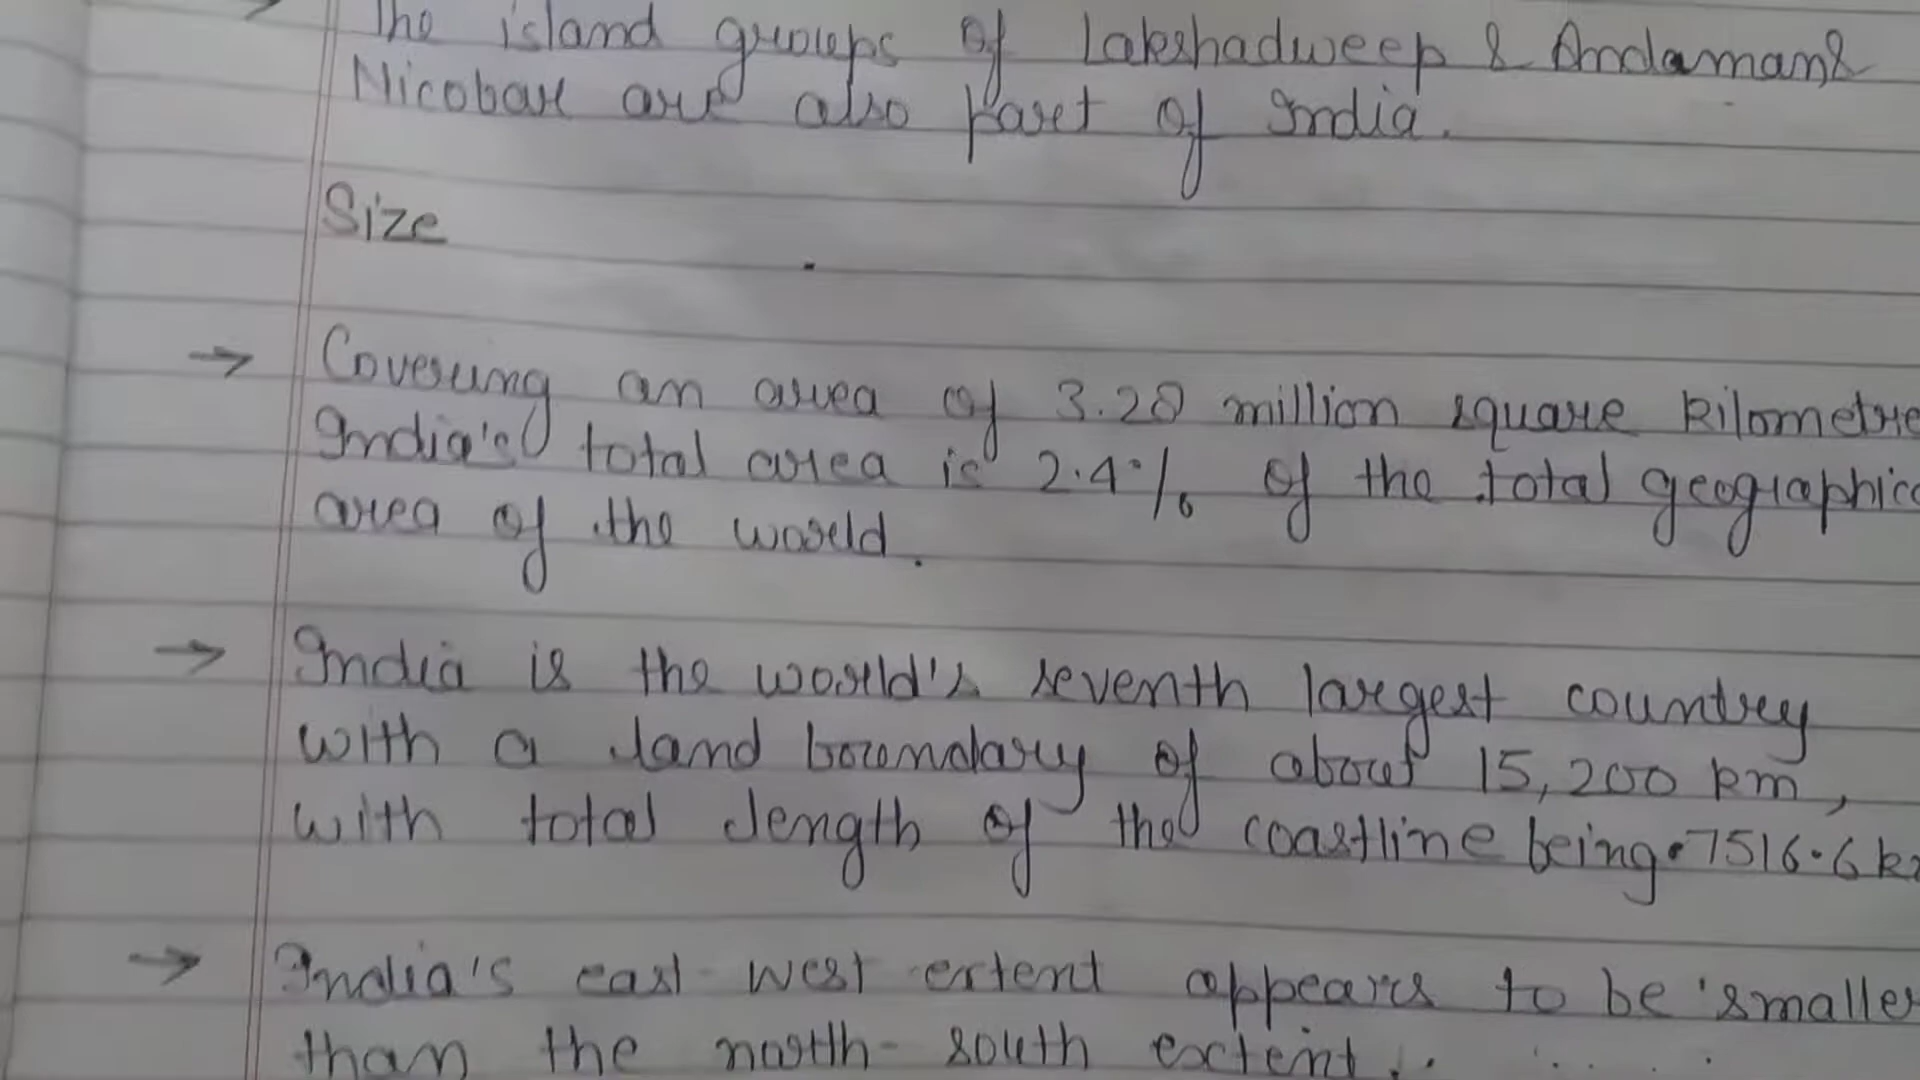 The island groups of Lakshadweep & Andaman &
Nicobar are also part of India.
Size
→ Covering an area of 3.28 million square kilometre
India's total area is 2.4% of the total geographic
area of the world.
→ India is the world's seventh largest country
with a land boundary of about 15,200 km,
with total length of the coastline being 7516.6 k
→ India's east west extent appears to be smaller
than the north-south extent.